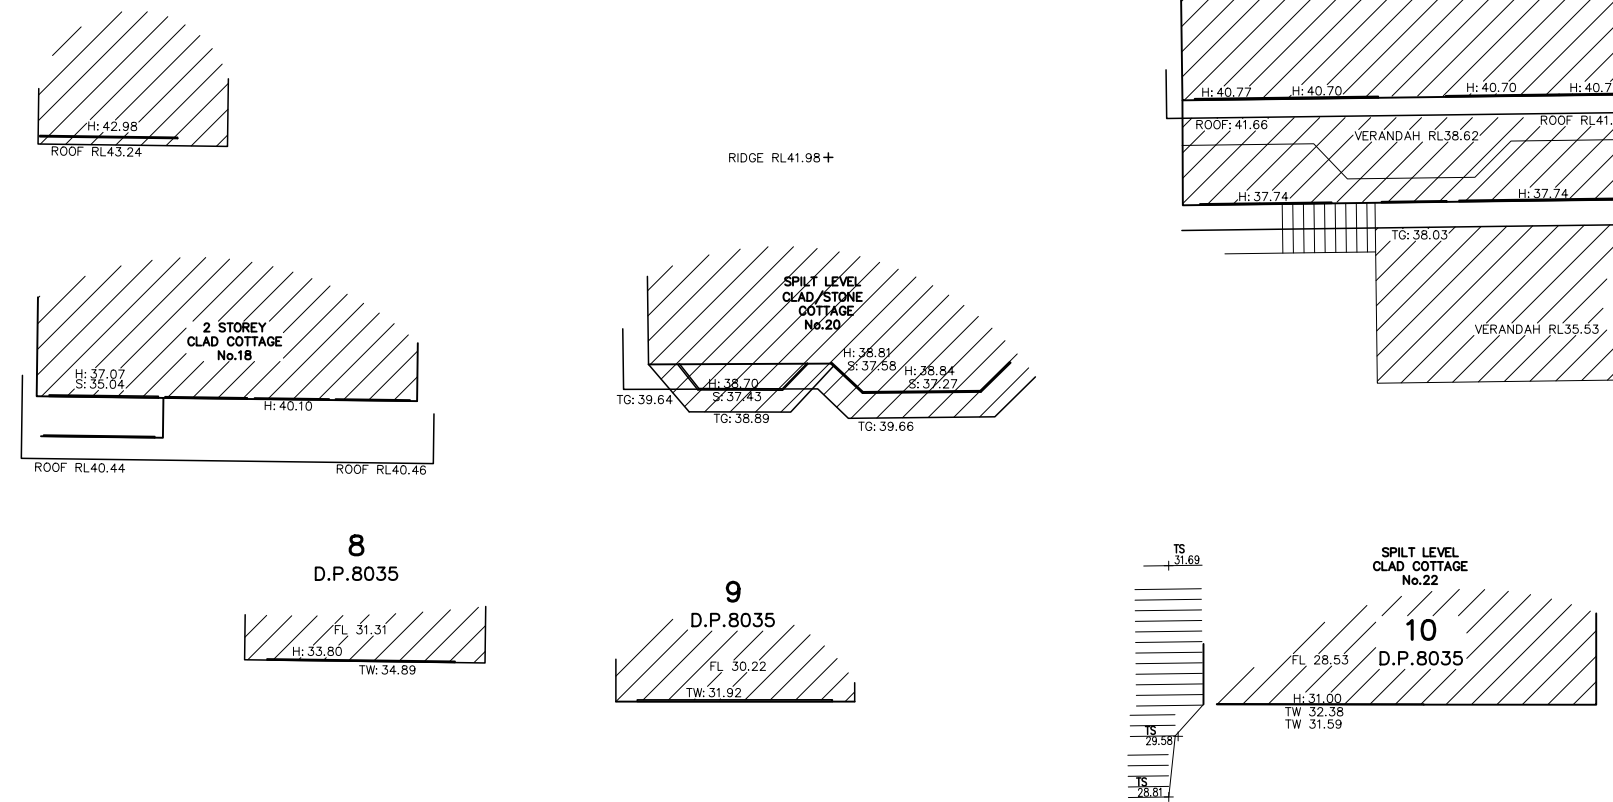 H: 40.77
H: 40.70
H: 40.70
H: 40.7
H: 42.98
ROOF RL43.24
ROOF: 41.66
ROOF RL41.
VERANDAH RL38.62
RIDGE RL41.98
H: 37.74
H: 37.74
TG: 38.03
SPILT LEVEL
CLAD/STONE
COTTAGE
No.20
2 STOREY
CLAD COTTAGE
No.18
VERANDAH RL35.53
H: 37.07
S: 35.04
H: 40.10
H: 38.81
S: 37.58
H: 38.84
S: 37.27
H: 38.70
S: 37.43
TG: 39.64
TG: 38.89
TG: 39.66
ROOF RL40.44
ROOF RL40.46
8
D.P.8035
FL 31.31
H: 33.80
TW: 34.89
9
D.P.8035
FL 30.22
TW: 31.92
TS
31.69
SPILT LEVEL
CLAD COTTAGE
No.22
10
D.P.8035
FL 28.53
H: 31.00
TW 32.38
TW 31.59
TS
29.58
TS
28.81